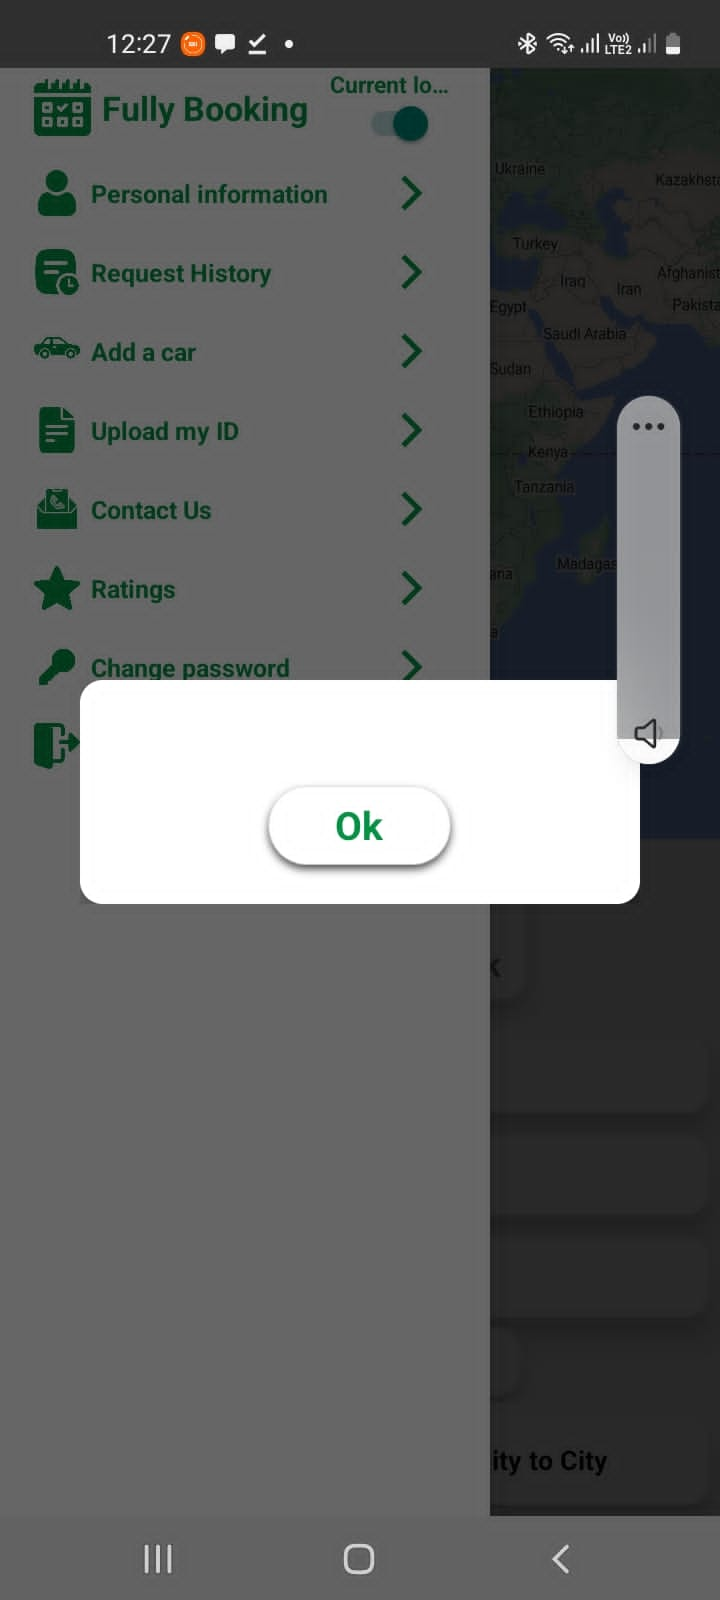 12:27
Vo))
LTE2
Current lo...
Fully Booking
Personal information
Request History
Add a car
Upload my ID
Contact Us
Ratings
Change password
Ok
Ukraine
Kazakhsta
Turkey
Iraq
Iran
Afghanist
Egypt
Pakista
Saudi Arabia
Sudan
Ethiopia
Kenya
Tanzania
ana
Madagas
a
k
ity to City